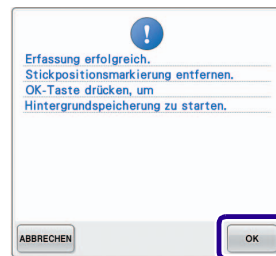 Erfassung erfolgreich.
Stickpositionsmarkierung entfernen.
OK-Taste drücken, um
Hintergrundspeicherung zu starten.
ABBRECHEN
OK